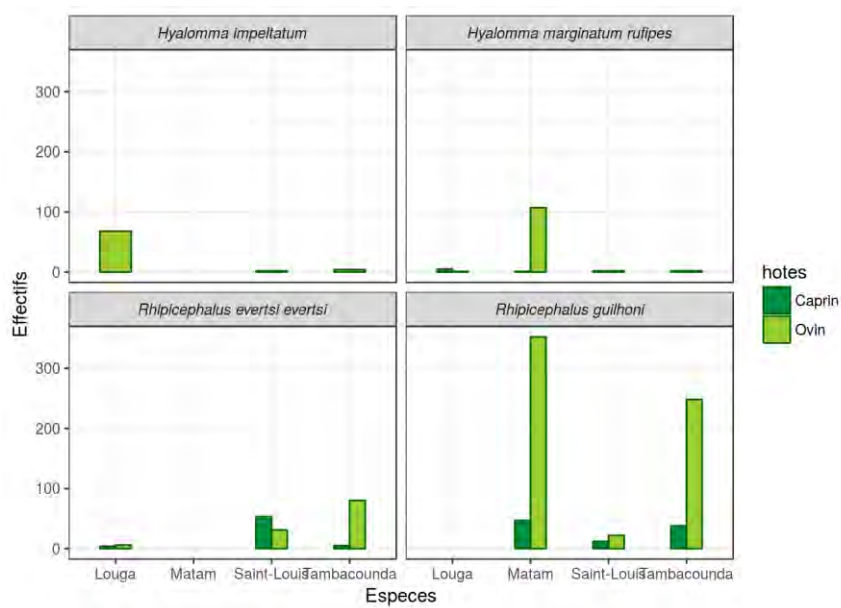 Hyalomma impeltatum
Hyalomma marginatum rufipes
300
200
100
0
Effectifs
Rhipicephalus evertsi evertsi
Rhipicephalus guilhoni
300
200
100
0
Louga Matam Saint-Louis Tambacounda
Louga Matam Saint-Louis Tambacounda
Especes
hotes
Caprin
Ovin